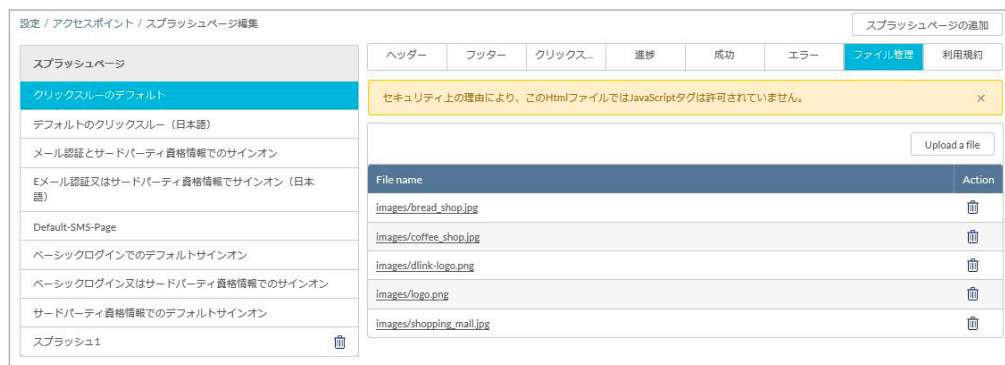 設定 / アクセスポイント / スプラッシュページ編集
スプラッシュページの追加
スプラッシュページ
クリックスルーのデフォルト
デフォルトのクリックスルー（日本語）
メール認証とサードパーティ資格情報でのサインオン
Eメール認証又はサードパーティ資格情報でサインオン（日本
語）
Default-SMS-Page
ベーシックログインでのデフォルトサインオン
ベーシックログイン又はサードパーティ資格情報でのサインオン
サードパーティ資格情報でのデフォルトサインオン
スプラッシュ1
ヘッダー フッター クリックス... 進捗 成功 エラー ファイル管理 利用規約
セキュリティ上の理由により、このHtmlファイルではJavaScriptタグは許可されていません。
Upload a file
File name Action
images/bread_shop.jpg
images/coffee_shop.jpg
images/dlink-logo.png
images/logo.png
images/shopping_mall.jpg